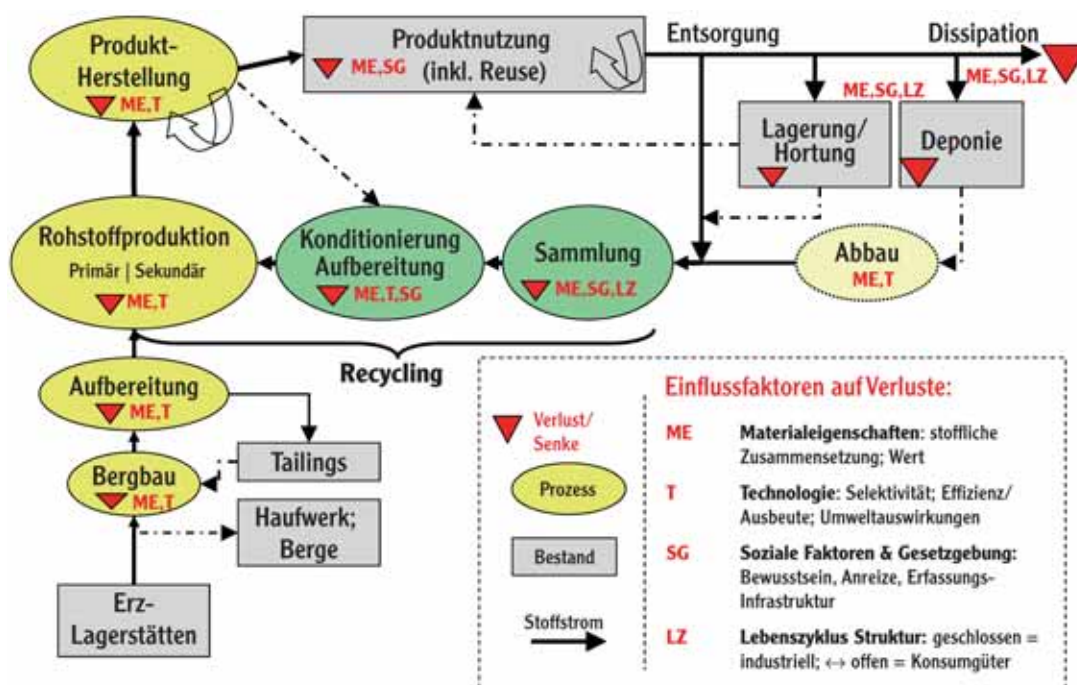 Produkt-
Herstellung
ME,T
Produktnutzung
(inkl. Reuse)
ME,SG
Entsorgung
Dissipation
ME,SG,LZ
ME,SG,LZ
Lagerung/
Hortung
Deponie
Rohstoffproduktion
Primär | Sekundär
ME,T
Konditionierung
Aufbereitung
ME,T,SG
Sammlung
ME,SG,LZ
Abbau
ME,T
Recycling
Aufbereitung
ME,T
Tailings
Bergbau
ME,T
Haufwerk;
Berge
Erz-
Lagerstätten
Verlust/
Senke
Prozess
Bestand
Stoffstrom
Einflussfaktoren auf Verluste:
ME Materialeigenschaften: stoffliche
Zusammensetzung; Wert
T Technologie: Selektivität; Effizienz/
Ausbeute; Umweltauswirkungen
SG Soziale Faktoren & Gesetzgebung:
Bewusstsein, Anreize, Erfassungs-
Infrastruktur
LZ Lebenszyklus Struktur: geschlossen =
industriell; ↔ offen = Konsumgüter